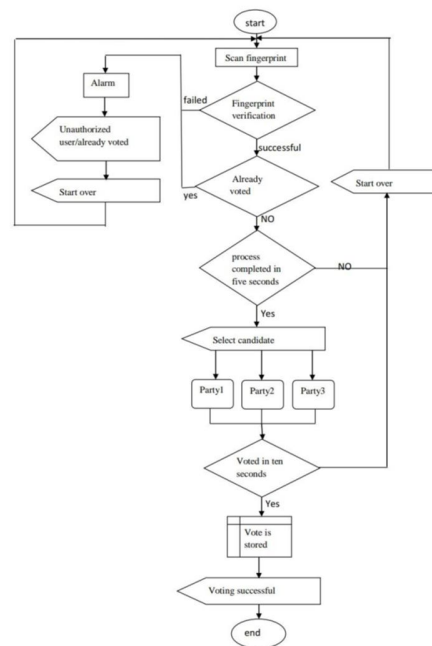 start
Scan fingerprint
Alarm
failed
Fingerprint
verification
Unauthorized
user/already voted
successful
Already
voted
yes
Start over
Start over
NO
process
completed in
five seconds
NO
Yes
Select candidate
Party1
Party2
Party3
Voted in ten
seconds
Yes
Vote is
stored
Voting successful
end